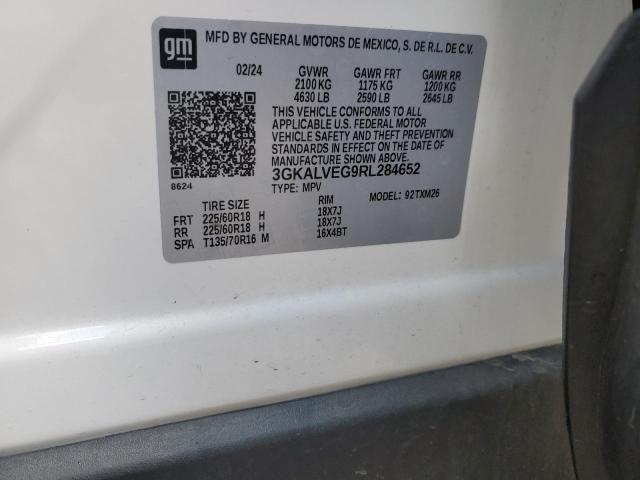 gm
MFD BY GENERAL MOTORS DE MEXICO, S. DE R.L. DE C.V.
02/24 GVWR GAWR FRT GAWR RR
2100 KG 1175 KG 1200 KG
4630 LB 2590 LB 2645 LB
THIS VEHICLE CONFORMS TO ALL
APPLICABLE U.S. FEDERAL MOTOR
VEHICLE SAFETY AND THEFT PREVENTION
STANDARDS IN EFFECT ON THE DATE OF
MANUFACTURE SHOWN ABOVE.
3GKALVEG9RL284652
8624
TYPE: MPV MODEL: 92TXM26
TIRE SIZE RIM
FRT 225/60R18 H 18X7J
RR 225/60R18 H 18X7J
SPA T135/70R16 M 16X4BT